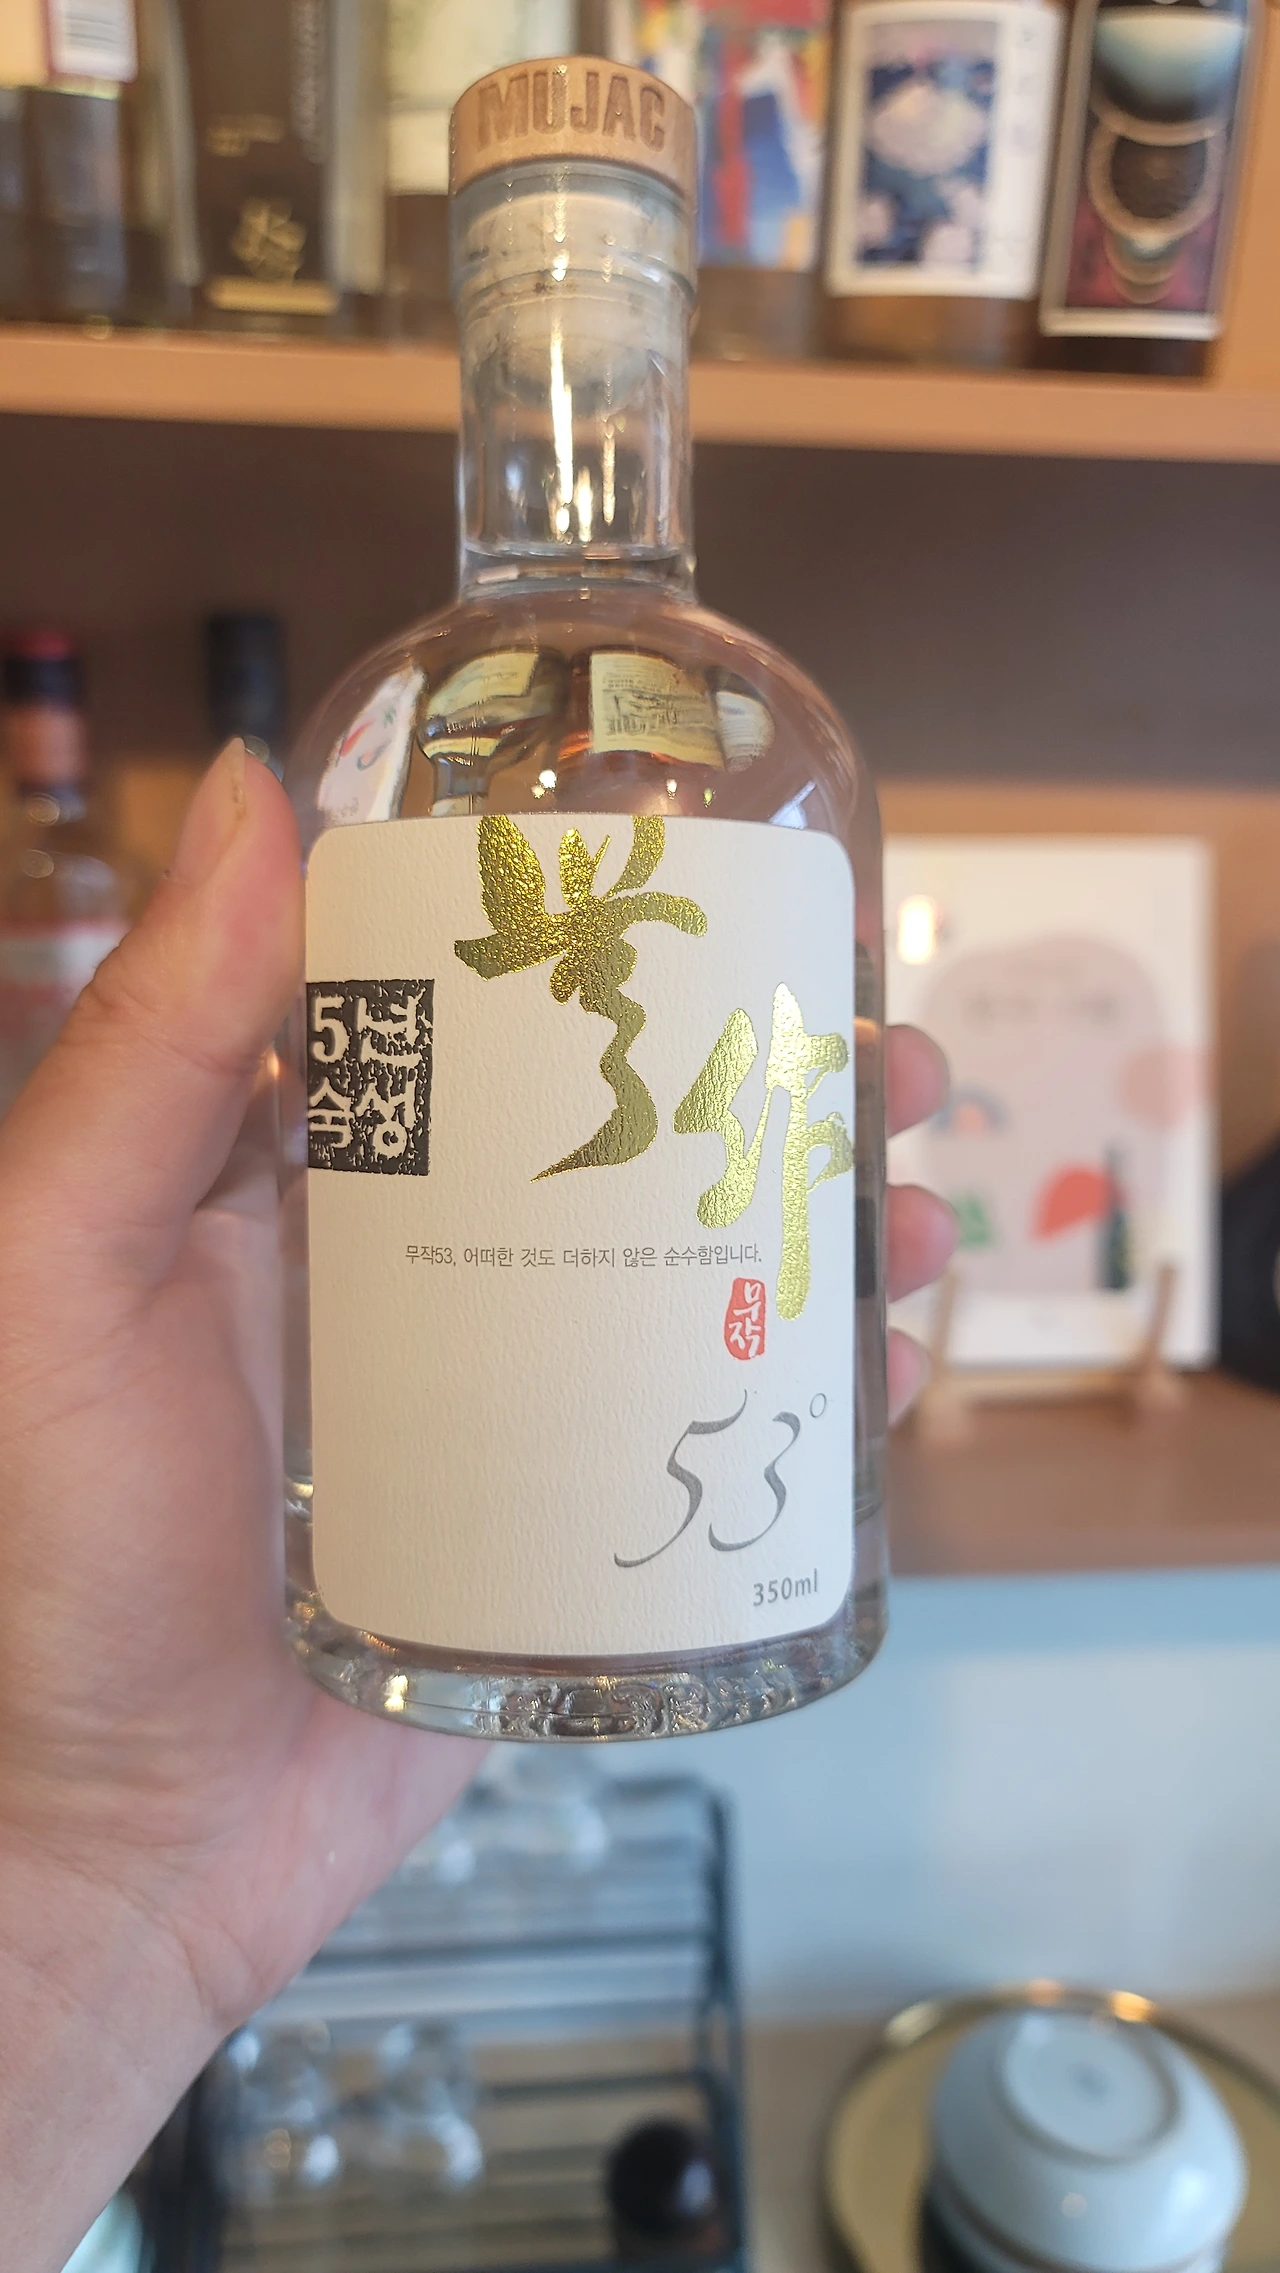 MUJAC
作
5년
숙성
무작53, 어떠한 것도 더하지 않은 순수함입니다.
무작
53°
350ml